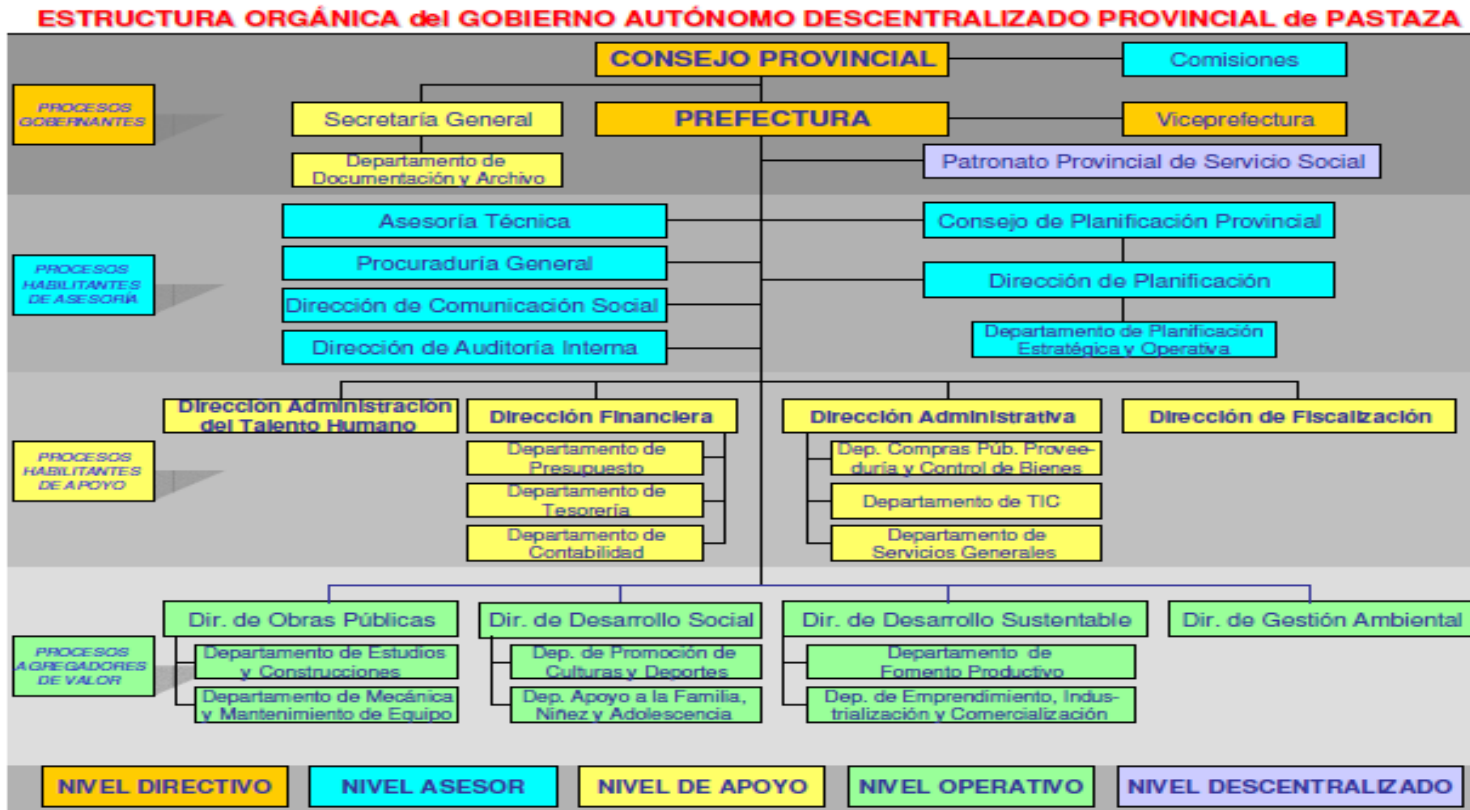 ESTRUCTURA ORGÁNICA del GOBIERNO AUTÓNOMO DESCENTRALIZADO PROVINCIAL de PASTAZA
CONSEJO PROVINCIAL
Comisiones
PROCESOS
GOBERNANTES
Secretaría General
PREFECTURA
Viceprefectura
Departamento de
Documentación y Archivo
Patronato Provincial de Servicio Social
PROCESOS
HABILITANTES
DE ASESORÍA
Asesoría Técnica
Consejo de Planificación Provincial
Procuraduría General
Dirección de Planificación
Dirección de Comunicación Social
Dirección de Auditoría Interna
Departamento de Planificación
Estratégica y Operativa
PROCESOS
HABILITANTES
DE APOYO
Dirección Administración
del Talento Humano
Dirección Financiera
Dirección Administrativa
Dirección de Fiscalización
Departamento de
Presupuesto
Dep. Compras Púb. Provee-
duría y Control de Bienes
Departamento de
Tesorería
Departamento de TIC
Departamento de
Contabilidad
Departamento de
Servicios Generales
PROCESOS
AGREGADORES
DE VALOR
Dir. de Obras Públicas
Dir. de Desarrollo Social
Dir. de Desarrollo Sustentable
Dir. de Gestión Ambiental
Departamento de Estudios
y Construcciones
Dep. de Promoción de
Culturas y Deportes
Departamento de
Fomento Productivo
Departamento de Mecánica
y Mantenimiento de Equipo
Dep. Apoyo a la Familia,
Niñez y Adolescencia
Dep. de Emprendimiento, Indus-
trialización y Comercialización
NIVEL DIRECTIVO
NIVEL ASESOR
NIVEL DE APOYO
NIVEL OPERATIVO
NIVEL DESCENTRALIZADO